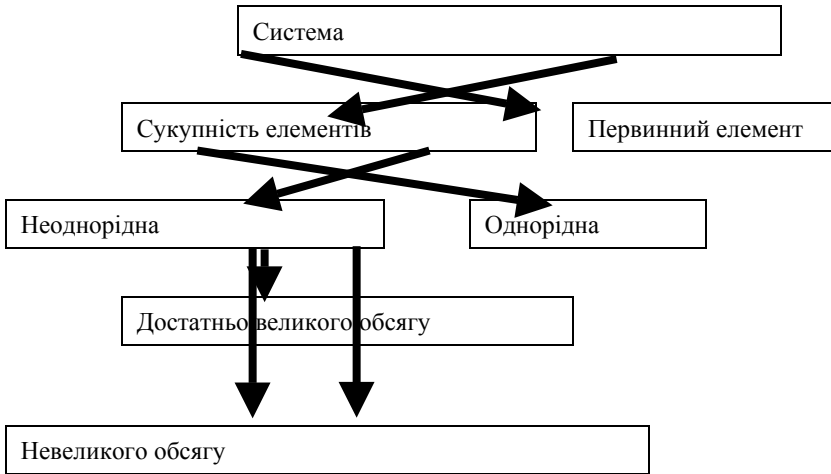 Система
Сукупність елементів
Первинний елемент
Неоднорідна
Однорідна
Достатньо великого обсягу
Невеликого обсягу